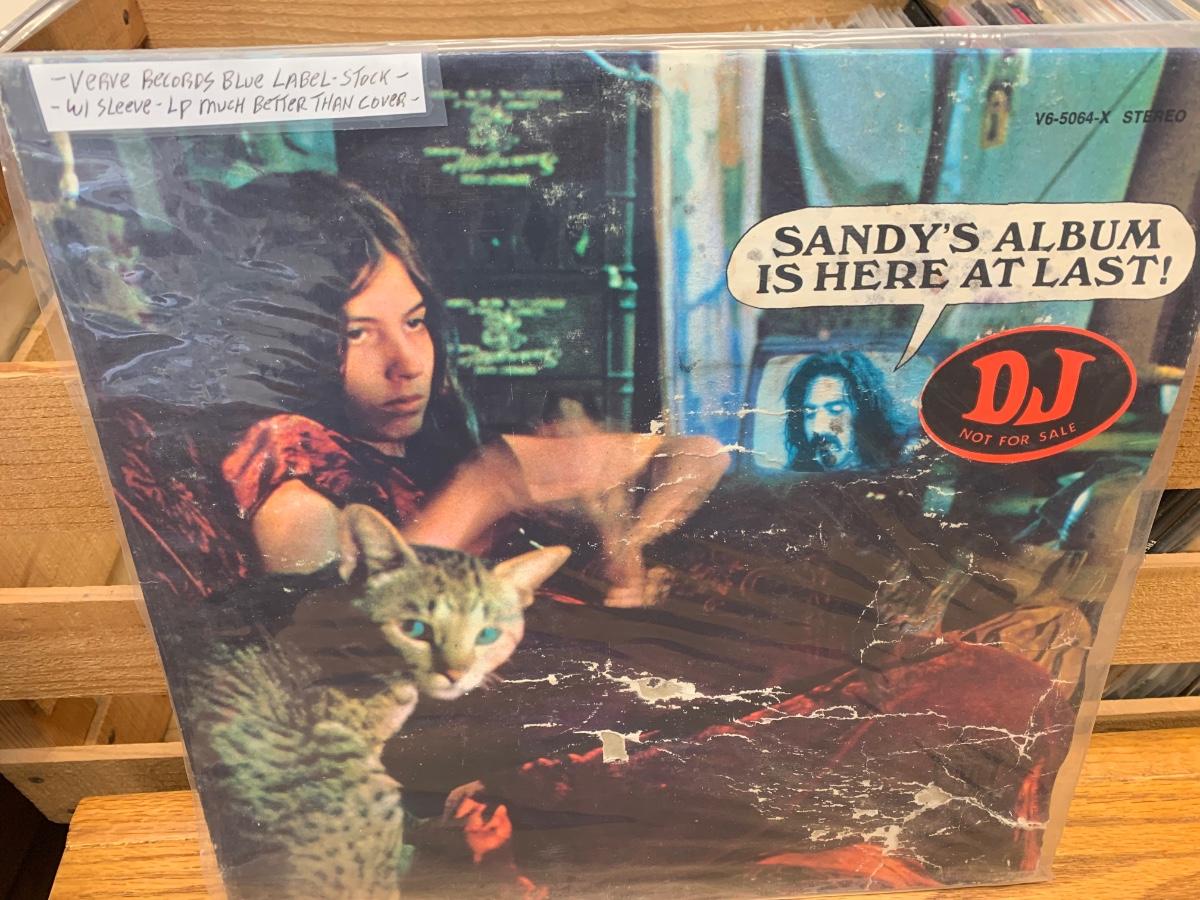 - VERVE RECORDS BLUE LABEL-STOCK -
- W/ SLEEVE - LP MUCH BETTER THAN COVER -
V6-5064-X STEREO
SANDY'S ALBUM
IS HERE AT LAST!
DJ
NOT FOR SALE